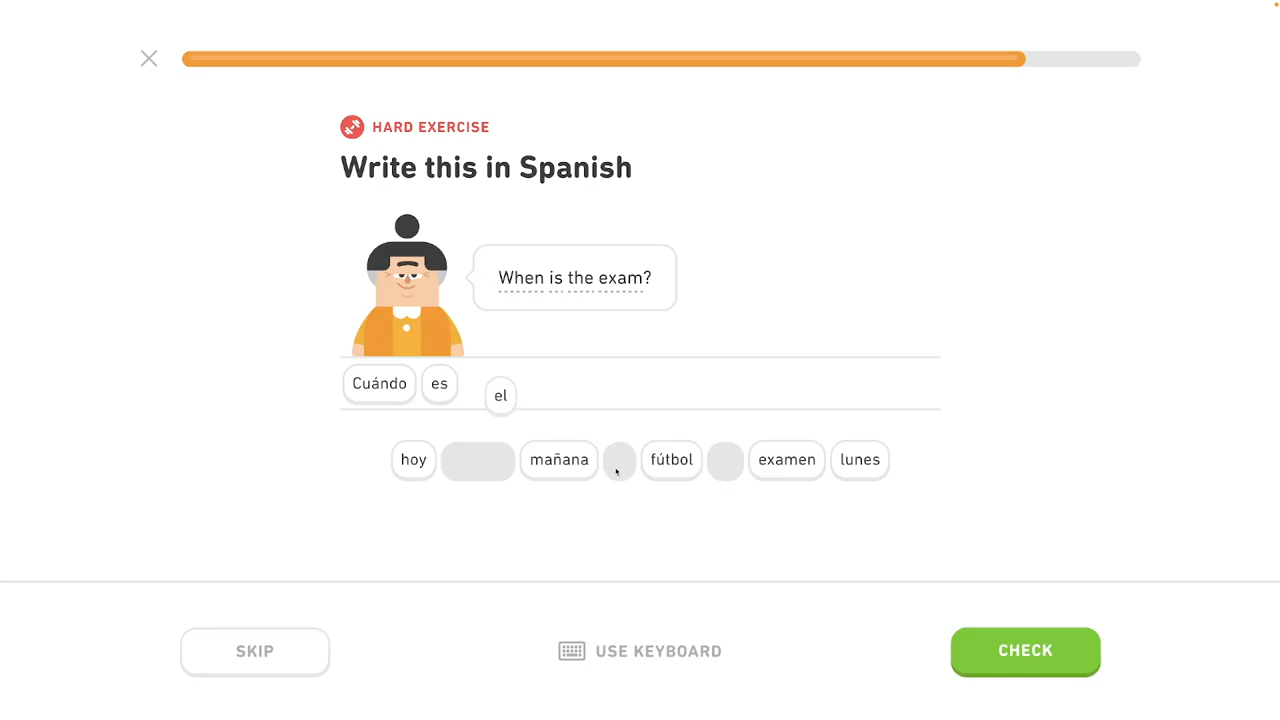 HARD EXERCISE
Write this in Spanish
When is the exam?
Cuándo es el
hoy mañana fútbol examen lunes
SKIP USE KEYBOARD CHECK